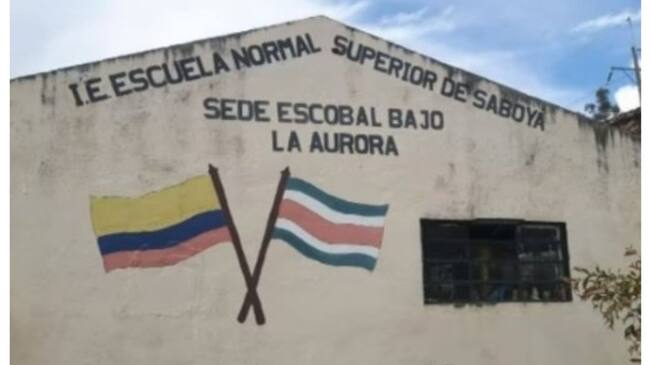 I.E ESCUELA NORMAL SUPERIOR DE SABOYA
SEDE ESCOBAL BAJO
LA AURORA